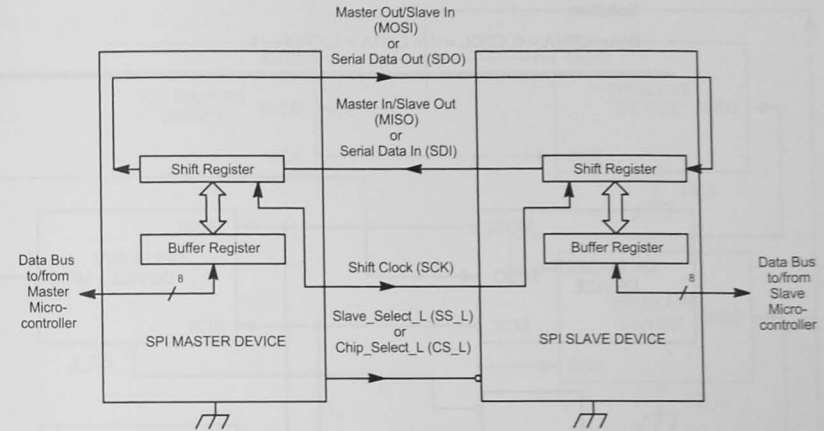 Master Out/Slave In
(MOSI)
or
Serial Data Out (SDO)
Master In/Slave Out
(MISO)
or
Serial Data In (SDI)
Shift Register
Shift Register
Buffer Register
Buffer Register
Data Bus
to/from
Master
Micro-
controller
8
Shift Clock (SCK)
8
Data Bus
to/from
Slave
Micro-
controller
Slave_Select_L (SS_L)
or
Chip_Select_L (CS_L)
SPI MASTER DEVICE
SPI SLAVE DEVICE